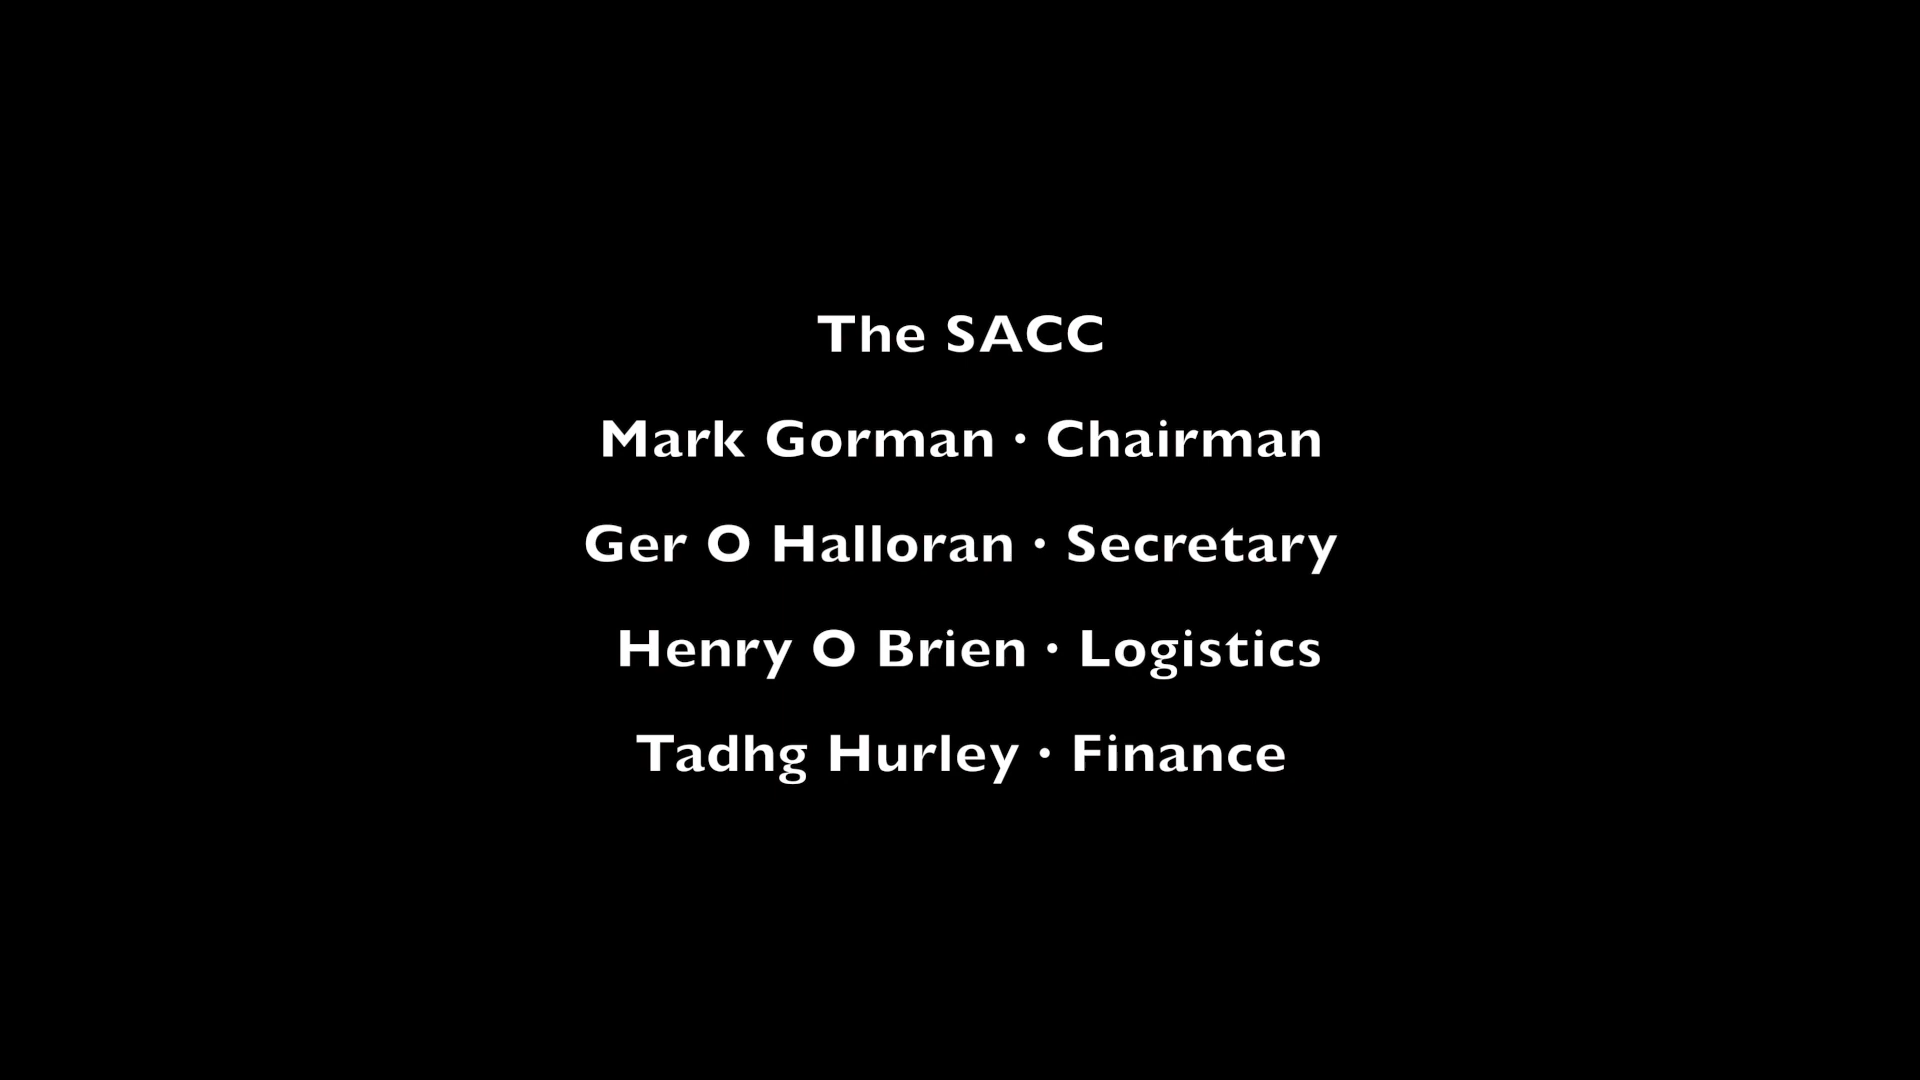 The SACC
Mark Gorman · Chairman
Ger O Halloran · Secretary
Henry O Brien · Logistics
Tadhg Hurley · Finance